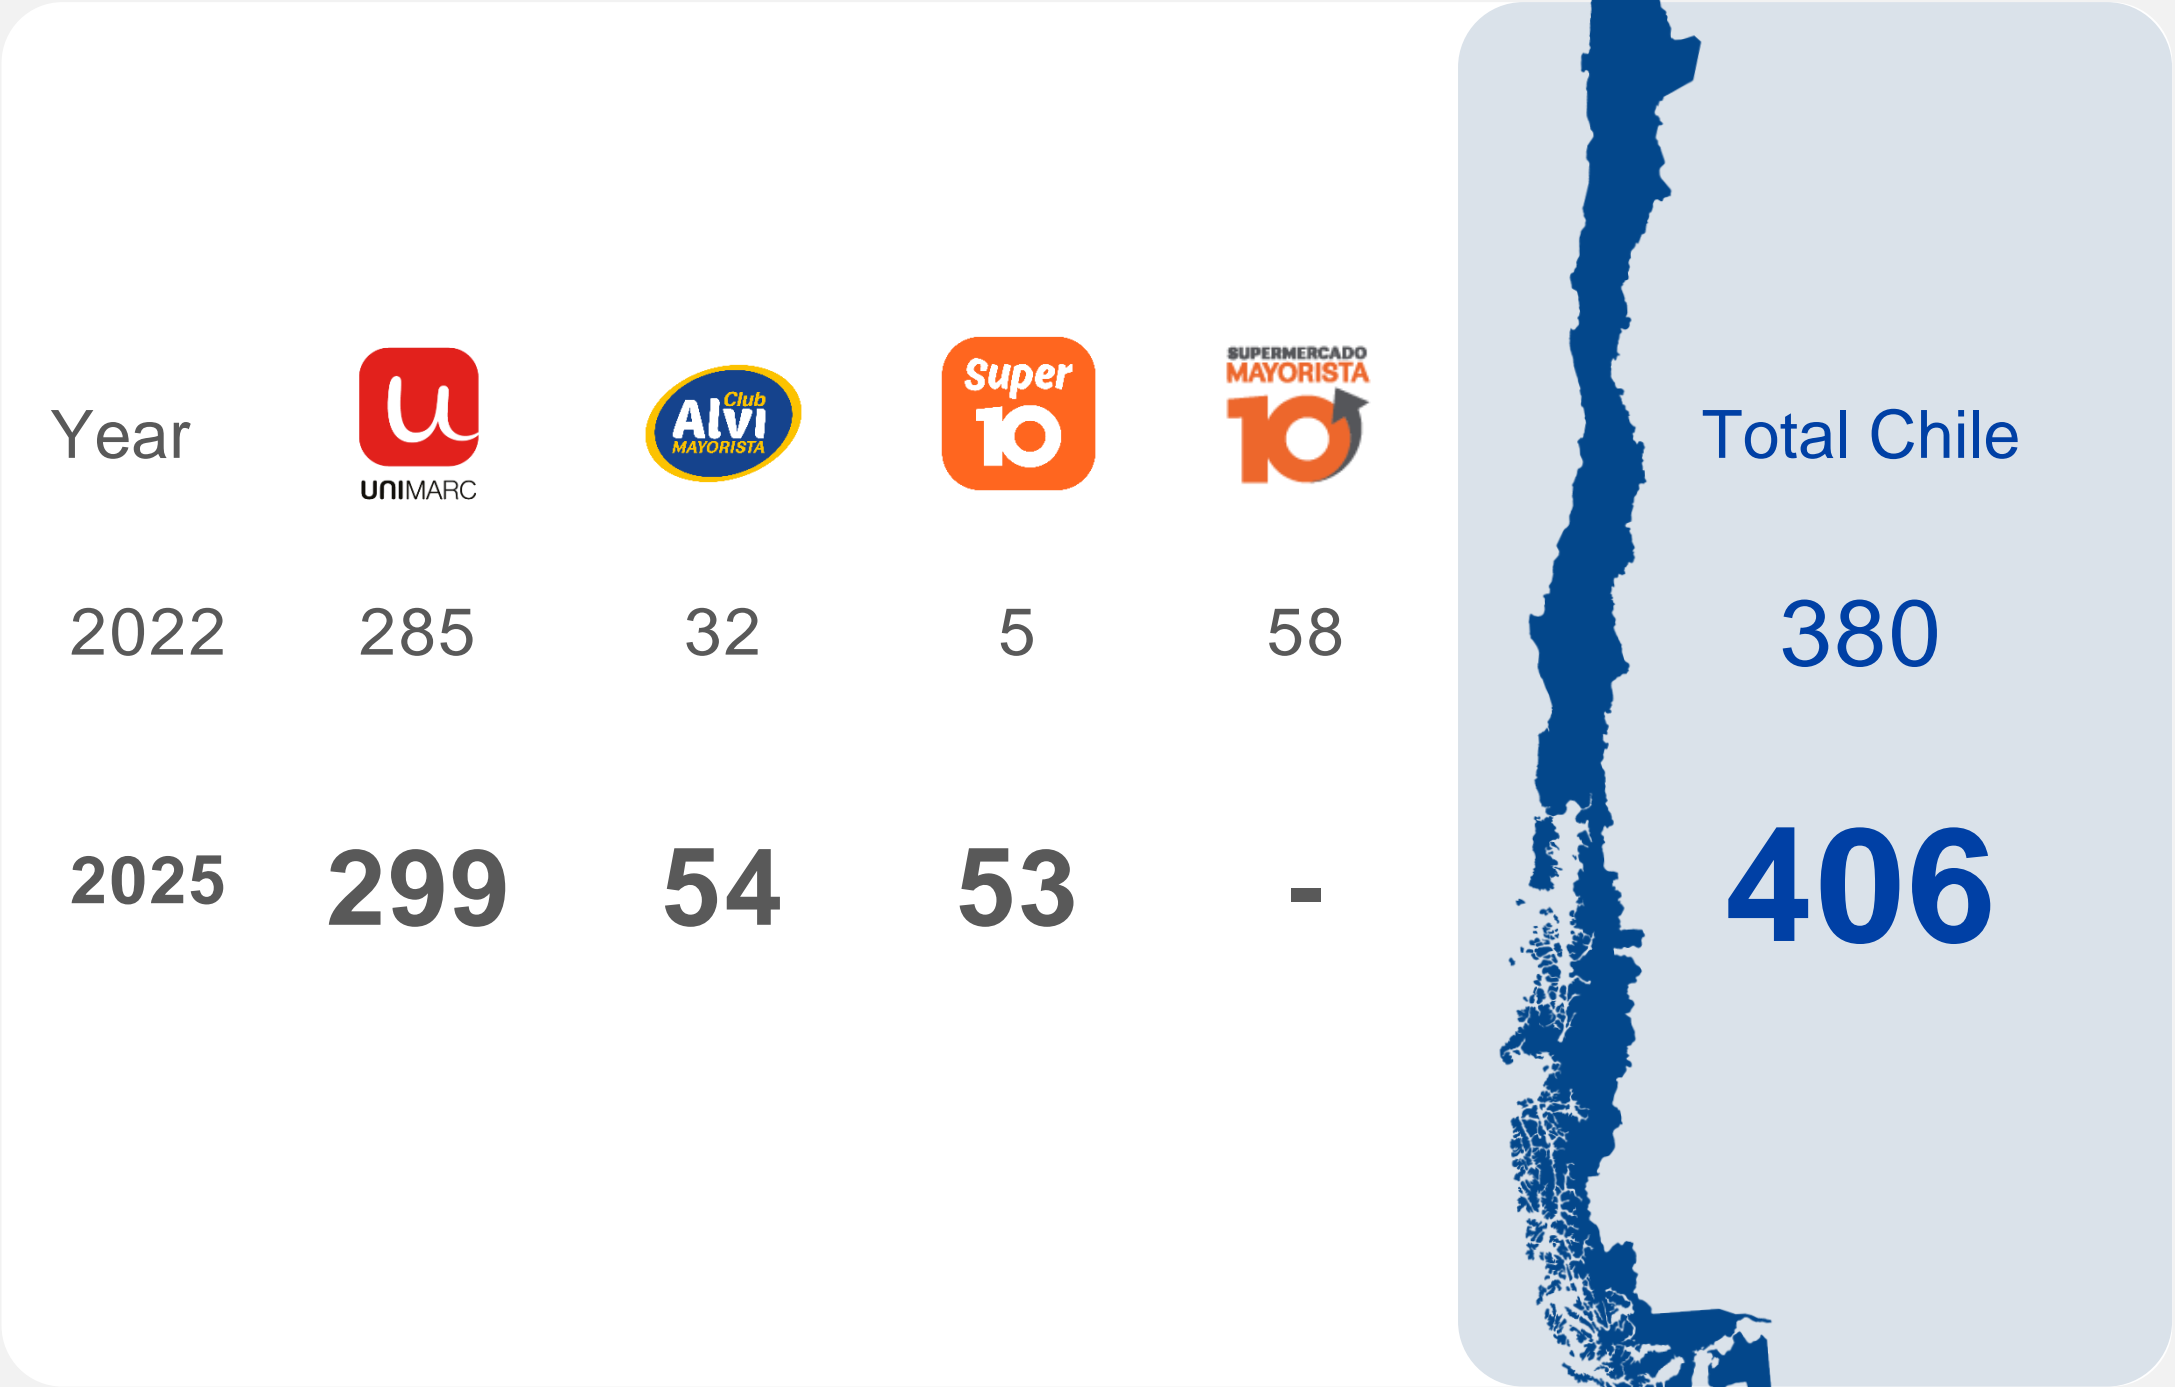 Year
UNIMARC
Club
Alvi
MAYORISTA
Super
10
SUPERMERCADO
MAYORISTA
10
Total Chile
2022 285 32 5 58 380
2025 299 54 53 - 406